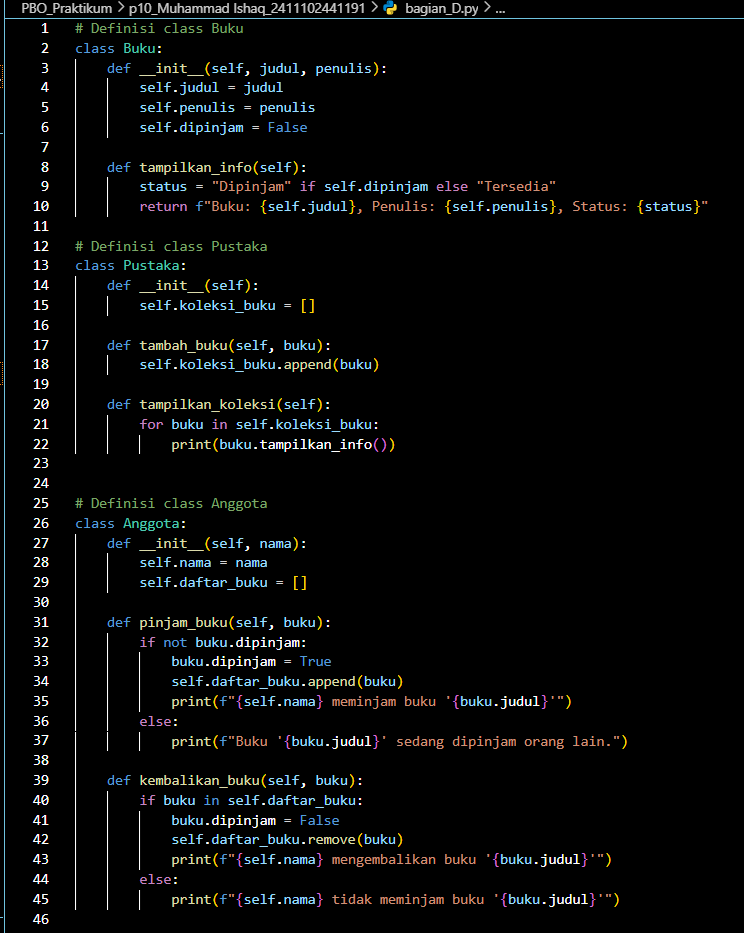 PBO_Praktikum > p10_Muhammad Ishaq_2411102441191 > bagian_D.py > ...
1 # Definisi class Buku
2 class Buku:
3     def __init__(self, judul, penulis):
4         self.judul = judul
5         self.penulis = penulis
6         self.dipinjam = False
7
8     def tampilkan_info(self):
9         status = "Dipinjam" if self.dipinjam else "Tersedia"
10         return f"Buku: {self.judul}, Penulis: {self.penulis}, Status: {status}"
11
12 # Definisi class Pustaka
13 class Pustaka:
14     def __init__(self):
15         self.koleksi_buku = []
16
17     def tambah_buku(self, buku):
18         self.koleksi_buku.append(buku)
19
20     def tampilkan_koleksi(self):
21         for buku in self.koleksi_buku:
22             print(buku.tampilkan_info())
23
24
25 # Definisi class Anggota
26 class Anggota:
27     def __init__(self, nama):
28         self.nama = nama
29         self.daftar_buku = []
30
31     def pinjam_buku(self, buku):
32         if not buku.dipinjam:
33             buku.dipinjam = True
34             self.daftar_buku.append(buku)
35             print(f"{self.nama} meminjam buku '{buku.judul}'")
36         else:
37             print(f"Buku '{buku.judul}' sedang dipinjam orang lain.")
38
39     def kembalikan_buku(self, buku):
40         if buku in self.daftar_buku:
41             buku.dipinjam = False
42             self.daftar_buku.remove(buku)
43             print(f"{self.nama} mengembalikan buku '{buku.judul}'")
44         else:
45             print(f"{self.nama} tidak meminjam buku '{buku.judul}'")
46